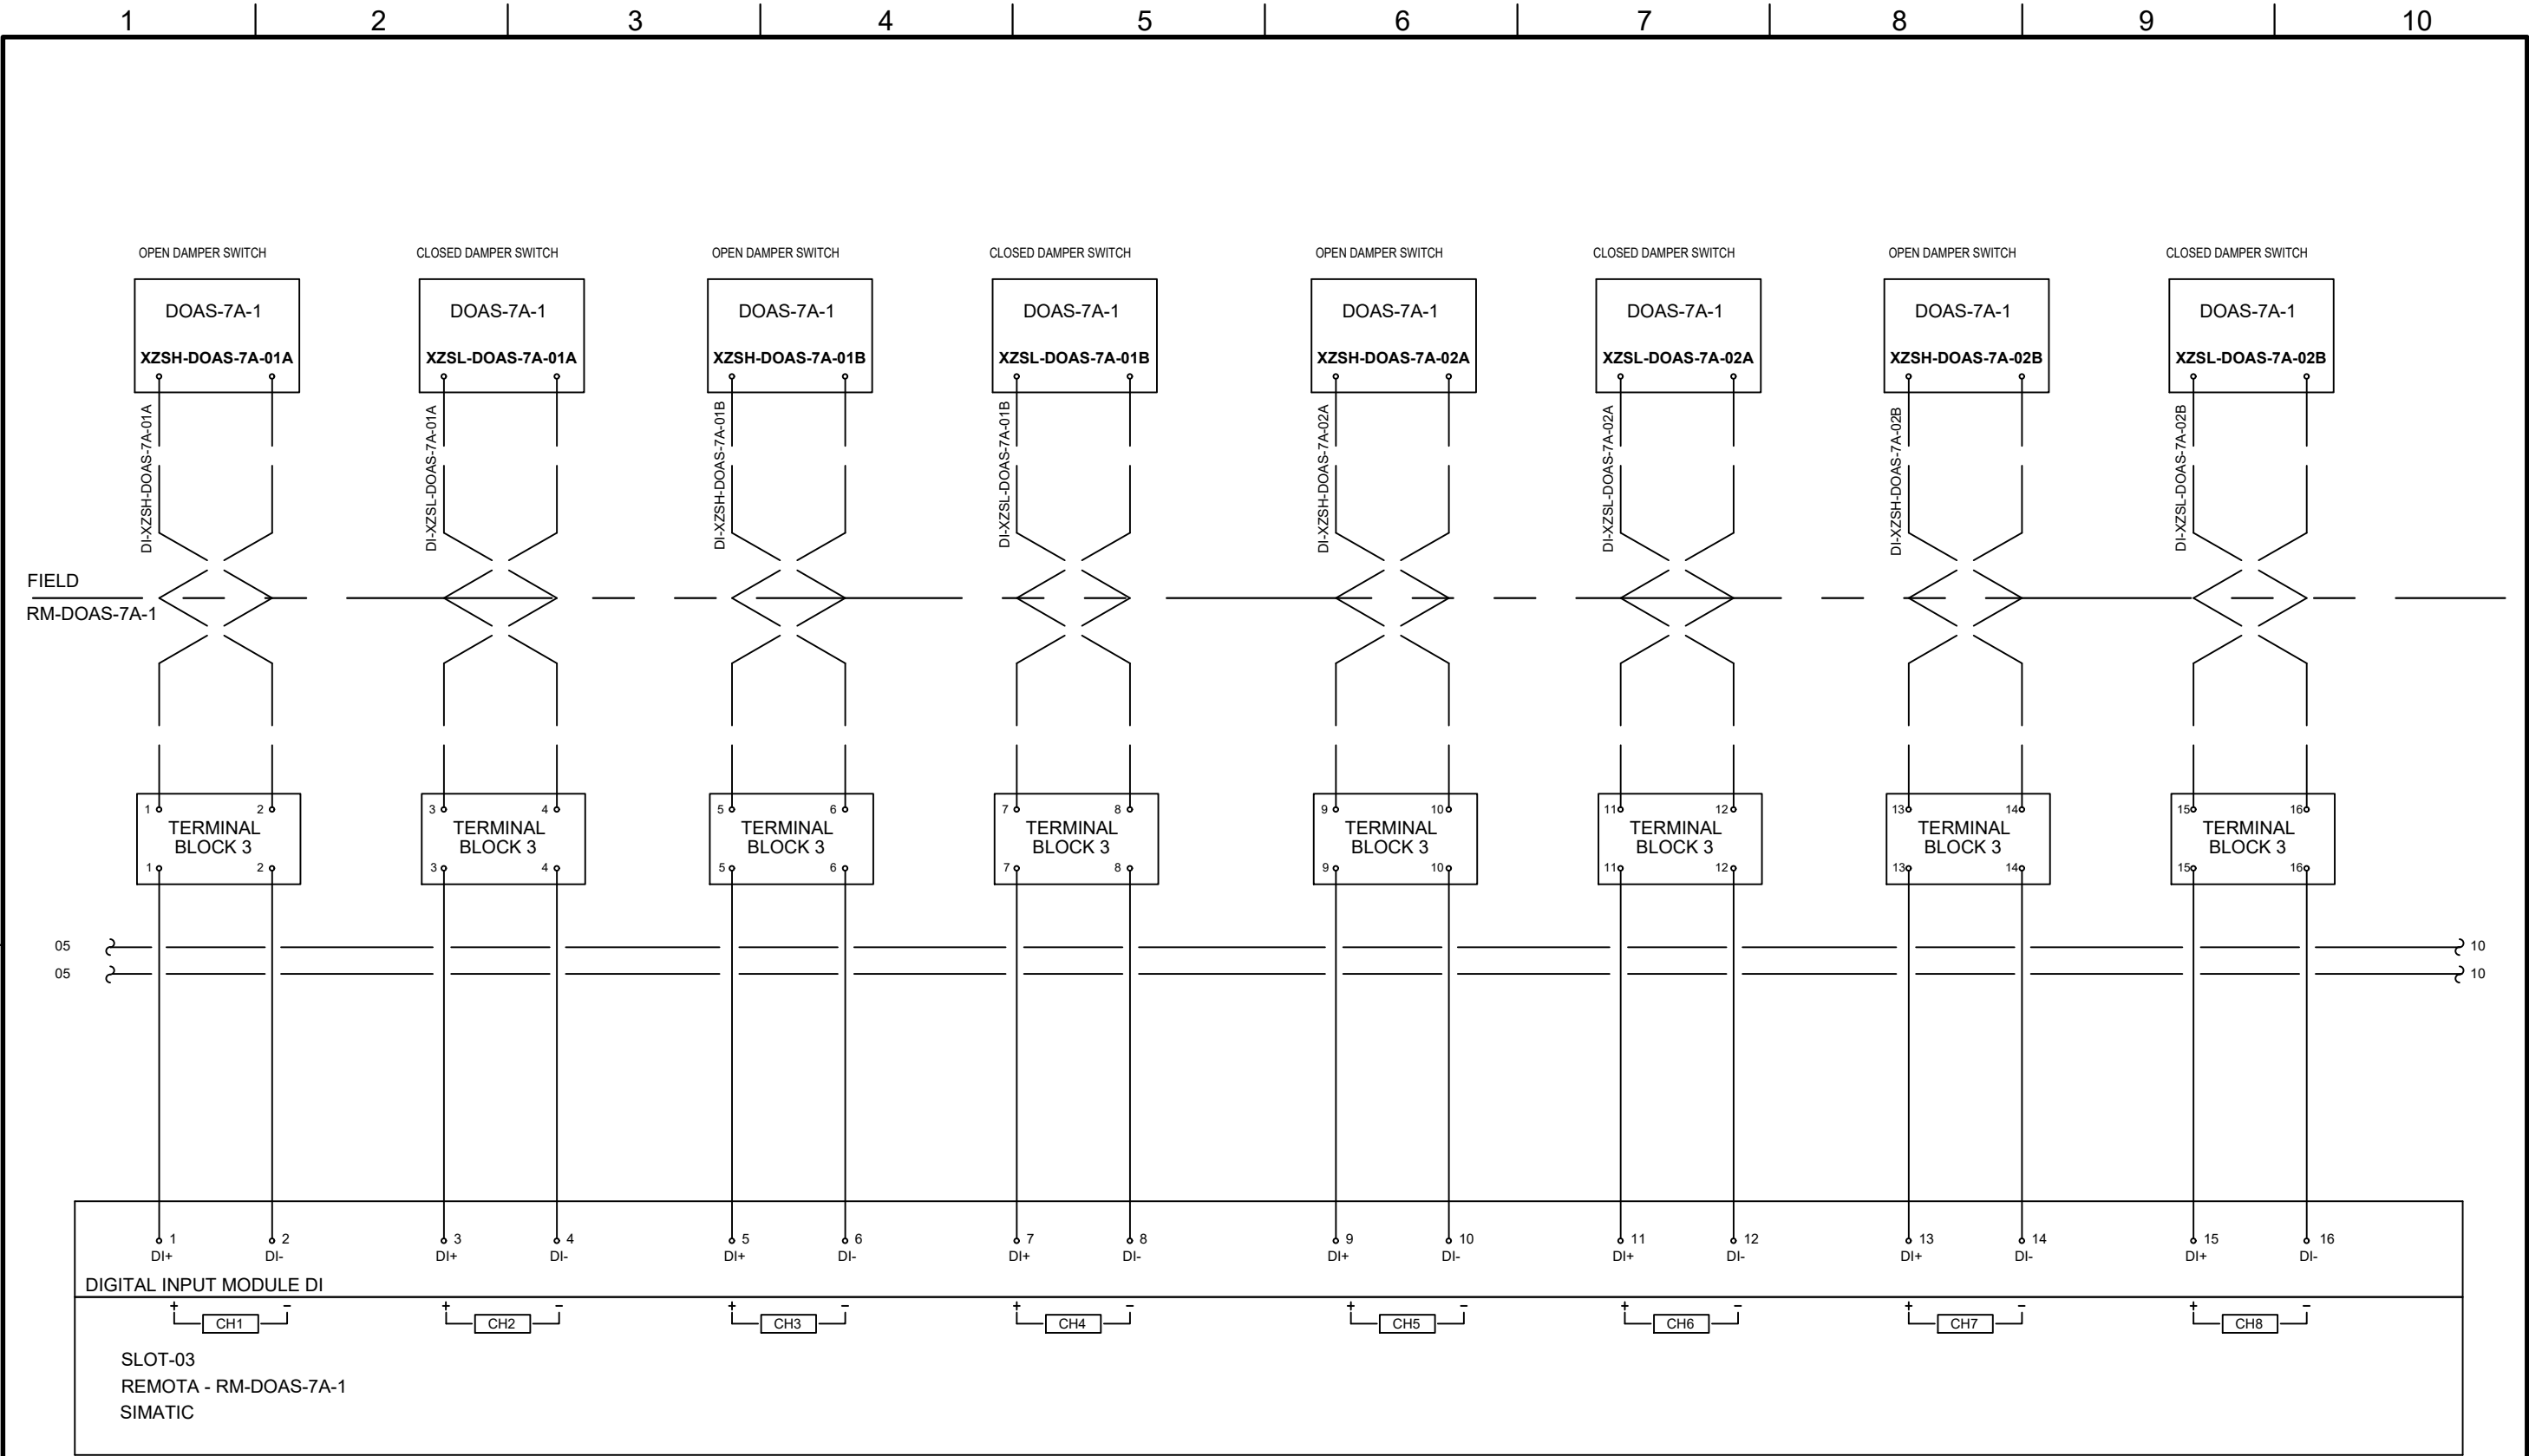 1 2 3 4 5 6 7 8 9 10
OPEN DAMPER SWITCH CLOSED DAMPER SWITCH OPEN DAMPER SWITCH CLOSED DAMPER SWITCH OPEN DAMPER SWITCH CLOSED DAMPER SWITCH OPEN DAMPER SWITCH CLOSED DAMPER SWITCH
DOAS-7A-1 DOAS-7A-1 DOAS-7A-1 DOAS-7A-1 DOAS-7A-1 DOAS-7A-1 DOAS-7A-1 DOAS-7A-1
XZSH-DOAS-7A-01A XZSL-DOAS-7A-01A XZSH-DOAS-7A-01B XZSL-DOAS-7A-01B XZSH-DOAS-7A-02A XZSL-DOAS-7A-02A XZSH-DOAS-7A-02B XZSL-DOAS-7A-02B
DI-XZSH-DOAS-7A-01A
DI-XZSL-DOAS-7A-01A
DI-XZSH-DOAS-7A-01B
DI-XZSL-DOAS-7A-01B
DI-XZSH-DOAS-7A-02A
DI-XZSL-DOAS-7A-02A
DI-XZSH-DOAS-7A-02B
DI-XZSL-DOAS-7A-02B
FIELD
RM-DOAS-7A-1
1 2 3 4 5 6 7 8 9 10 11 12 13 14 15 16
TERMINAL TERMINAL TERMINAL TERMINAL TERMINAL TERMINAL TERMINAL TERMINAL
BLOCK 3 BLOCK 3 BLOCK 3 BLOCK 3 BLOCK 3 BLOCK 3 BLOCK 3 BLOCK 3
1 2 3 4 5 6 7 8 9 10 11 12 13 14 15 16
05 10
05 10
1 2 3 4 5 6 7 8 9 10 11 12 13 14 15 16
DI+ DI- DI+ DI- DI+ DI- DI+ DI- DI+ DI- DI+ DI- DI+ DI- DI+ DI-
DIGITAL INPUT MODULE DI
+ - + - + - + - + - + - + - + -
CH1 CH2 CH3 CH4 CH5 CH6 CH7 CH8
SLOT-03
REMOTA - RM-DOAS-7A-1
SIMATIC